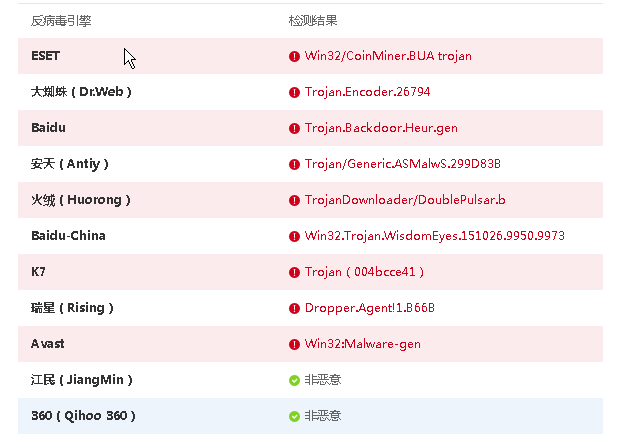 反病毒引擎 检测结果
ESET Win32/CoinMiner.BUA trojan
大蜘蛛 ( Dr.Web ) Trojan.Encoder.26794
Baidu Trojan.Backdoor.Heur.gen
安天 ( Antiy ) Trojan/Generic.ASMalwS.299D83B
火绒 ( Huorong ) TrojanDownloader/DoublePulsar.b
Baidu-China Win32.Trojan.WisdomEyes.151026.9950.9973
K7 Trojan ( 004bcce41 )
瑞星 ( Rising ) Dropper.Agent!1.B66B
Avast Win32:Malware-gen
江民 ( JiangMin ) 非恶意
360 ( Qihoo 360 ) 非恶意